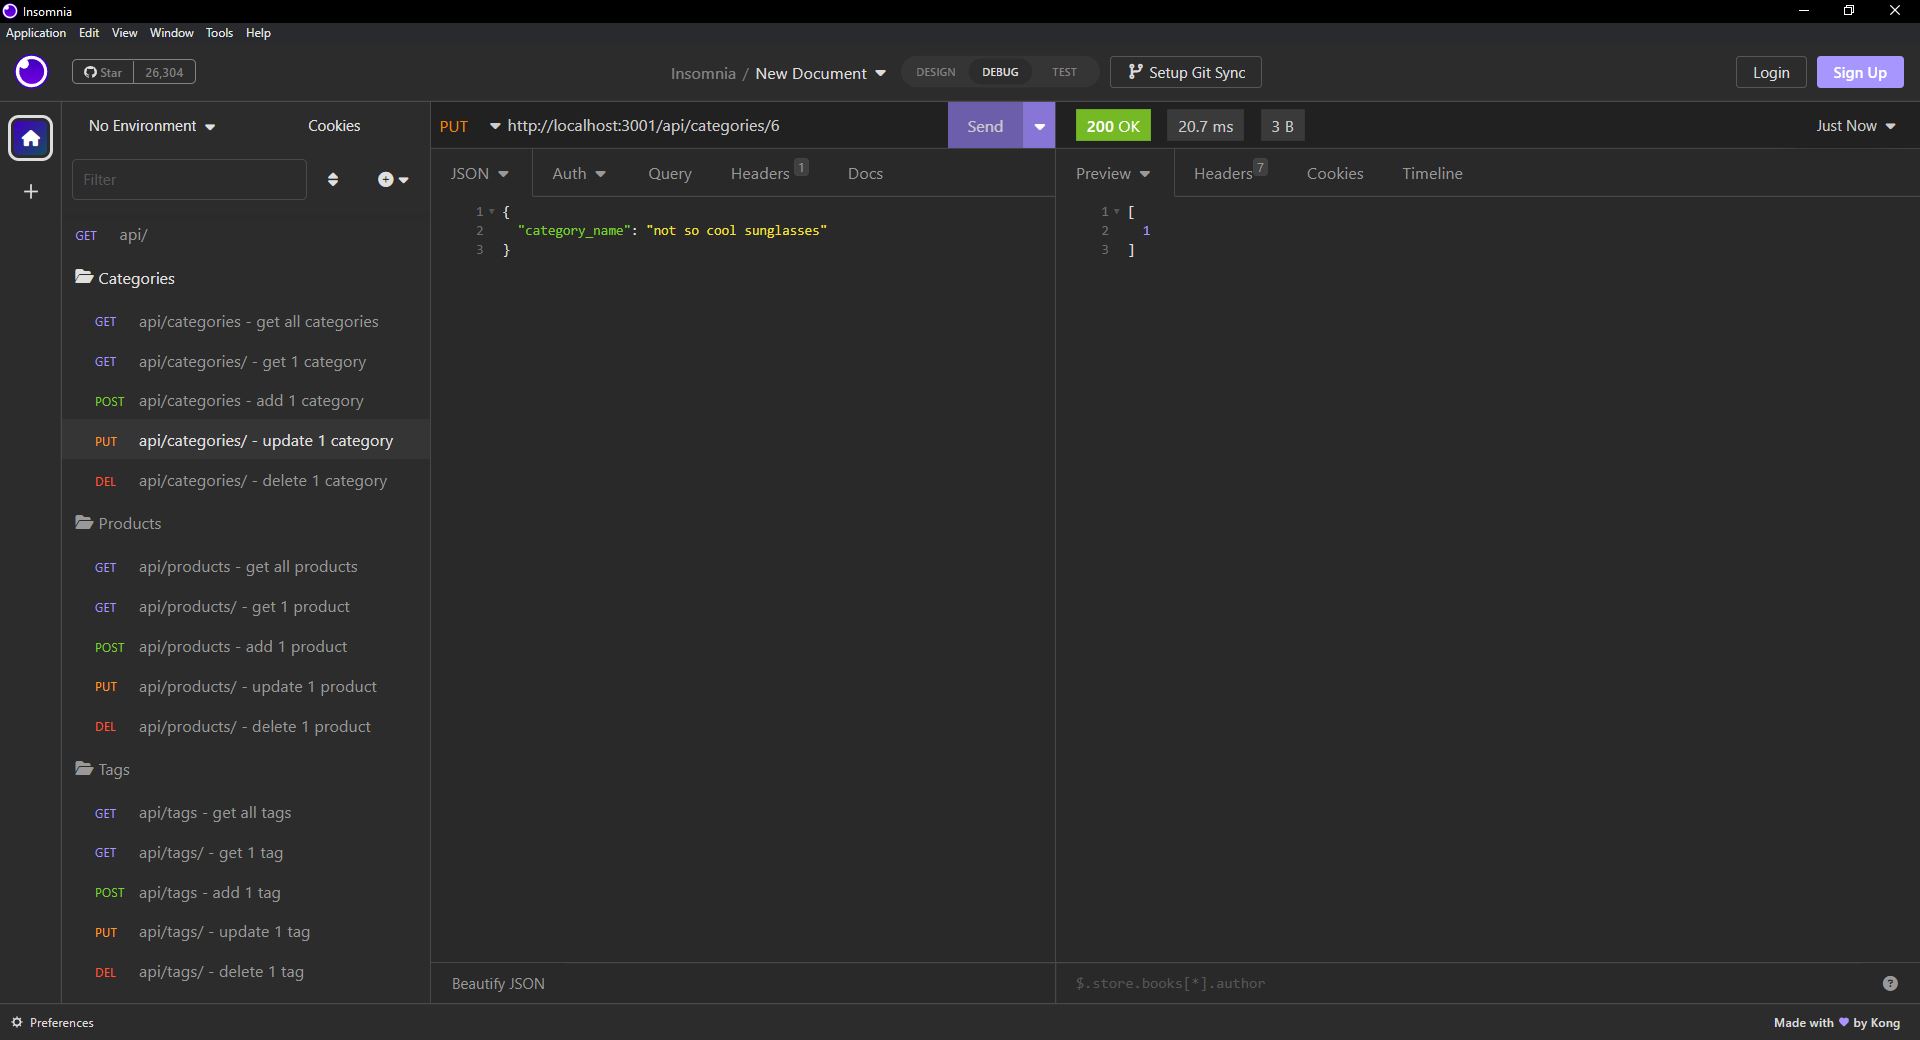 Insomnia
Application Edit View Window Tools Help
Star 26,304
Insomnia / New Document
DESIGN DEBUG TEST
Setup Git Sync
Login
Sign Up
No Environment
Cookies
Filter
GET api/
Categories
GET api/categories - get all categories
GET api/categories/ - get 1 category
POST api/categories - add 1 category
PUT api/categories/ - update 1 category
DEL api/categories/ - delete 1 category
Products
GET api/products - get all products
GET api/products/ - get 1 product
POST api/products - add 1 product
PUT api/products/ - update 1 product
DEL api/products/ - delete 1 product
Tags
GET api/tags - get all tags
GET api/tags/ - get 1 tag
POST api/tags - add 1 tag
PUT api/tags/ - update 1 tag
DEL api/tags/ - delete 1 tag
PUT http://localhost:3001/api/categories/6
Send
JSON Auth Query Headers 1 Docs
1 {
2 "category_name": "not so cool sunglasses"
3 }
Beautify JSON
200 OK 20.7 ms 3 B
Just Now
Preview Headers 7 Cookies Timeline
1 [
2 1
3 ]
$.store.books[*].author
?
Preferences
Made with by Kong